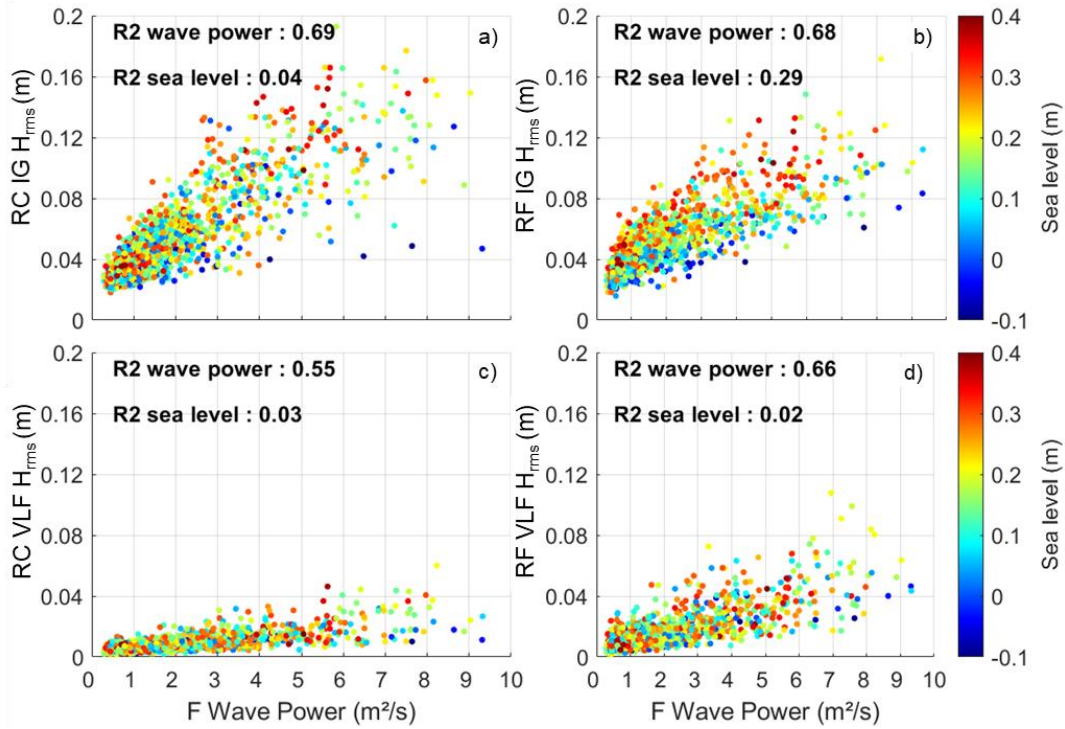 R2 wave power : 0.69
a)
R2 sea level : 0.04
RC IG Hrms (m)
0.2
0.16
0.12
0.08
0.04
0
R2 wave power : 0.68
b)
R2 sea level : 0.29
RF IG Hrms (m)
0.2
0.16
0.12
0.08
0.04
0
0.4
0.3
0.2
0.1
0
-0.1
Sea level (m)
R2 wave power : 0.55
c)
R2 sea level : 0.03
RC VLF Hrms (m)
0.2
0.16
0.12
0.08
0.04
0
0 1 2 3 4 5 6 7 8 9 10
F Wave Power (m²/s)
R2 wave power : 0.66
d)
R2 sea level : 0.02
RF VLF Hrms (m)
0.2
0.16
0.12
0.08
0.04
0
0 1 2 3 4 5 6 7 8 9 10
F Wave Power (m²/s)
0.4
0.3
0.2
0.1
0
-0.1
Sea level (m)